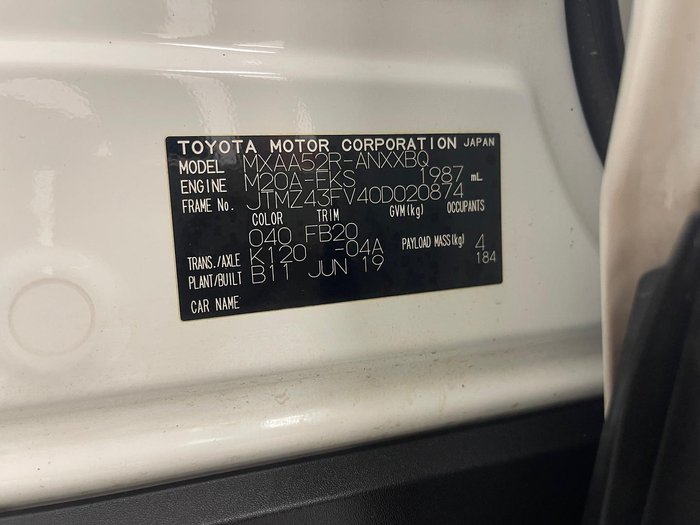 TOYOTA MOTOR CORPORATION JAPAN
MODEL MXAA52R-ANXXBQ
ENGINE M20A-FKS 1987 mL
FRAME No. JTMZ43FV40D020874
COLOR TRIM GVM(kg) OCCUPANTS
040 FB20
TRANS./AXLE K120 -04A PAYLOAD MASS(kg) 4
PLANT/BUILT B11 JUN 19 184
CAR NAME